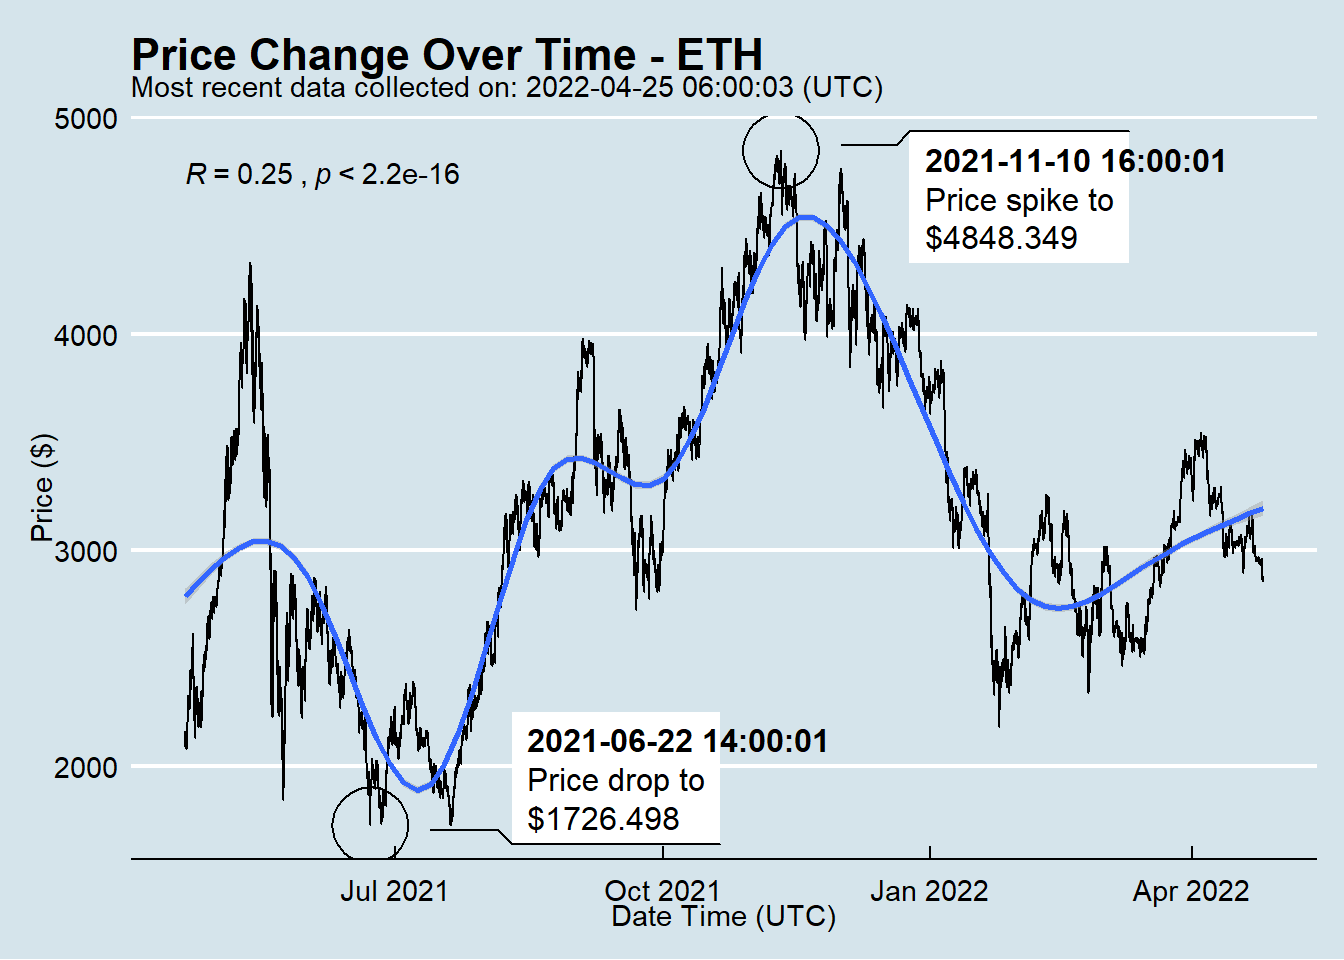 Price Change Over Time - ETH
Most recent data collected on: 2022-04-25 06:00:03 (UTC)
5000
R = 0.25 , p < 2.2e-16
2021-11-10 16:00:01
Price spike to
$4848.349
4000
Price ($)
3000
2021-06-22 14:00:01
Price drop to
$1726.498
2000
Jul 2021 Oct 2021 Jan 2022 Apr 2022
Date Time (UTC)